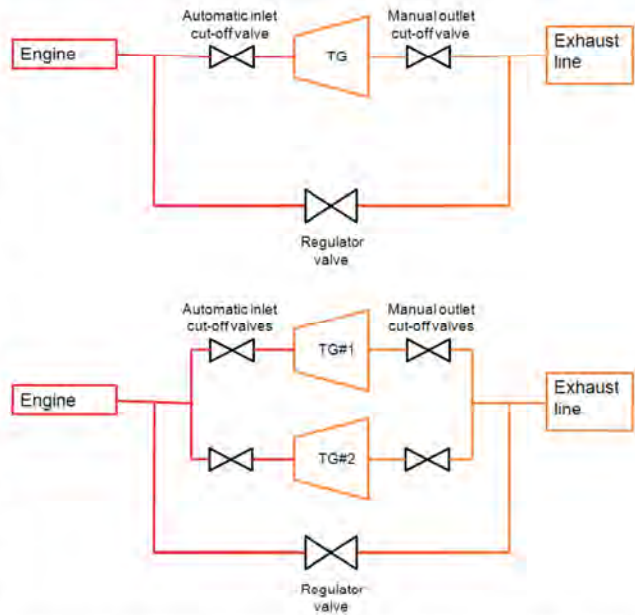 Automatic inlet
cut-off valve
Manual outlet
cut-off valve
Engine
TG
Exhaust
line
Regulator
valve
Automatic inlet
cut-off valves
Manual outlet
cut-off valves
TG#1
Engine
Exhaust
line
TG#2
Regulator
valve